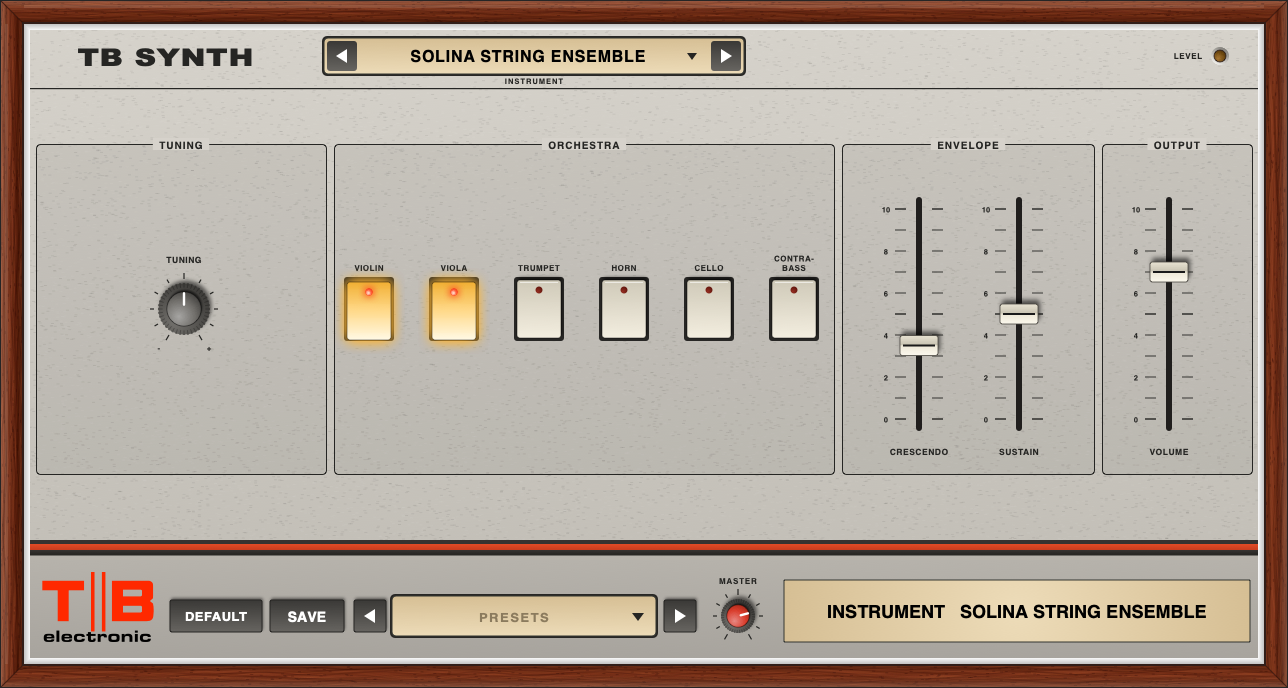 TB SYNTH
SOLINA STRING ENSEMBLE
INSTRUMENT
LEVEL
TUNING
ORCHESTRA
ENVELOPE
OUTPUT
TUNING
- +
VIOLIN
VIOLA
TRUMPET
HORN
CELLO
CONTRA-
BASS
10
8
6
4
2
0
CRESCENDO
10
8
6
4
2
0
SUSTAIN
10
8
6
4
2
0
VOLUME
TB
electronic
DEFAULT
SAVE
PRESETS
MASTER
INSTRUMENT SOLINA STRING ENSEMBLE